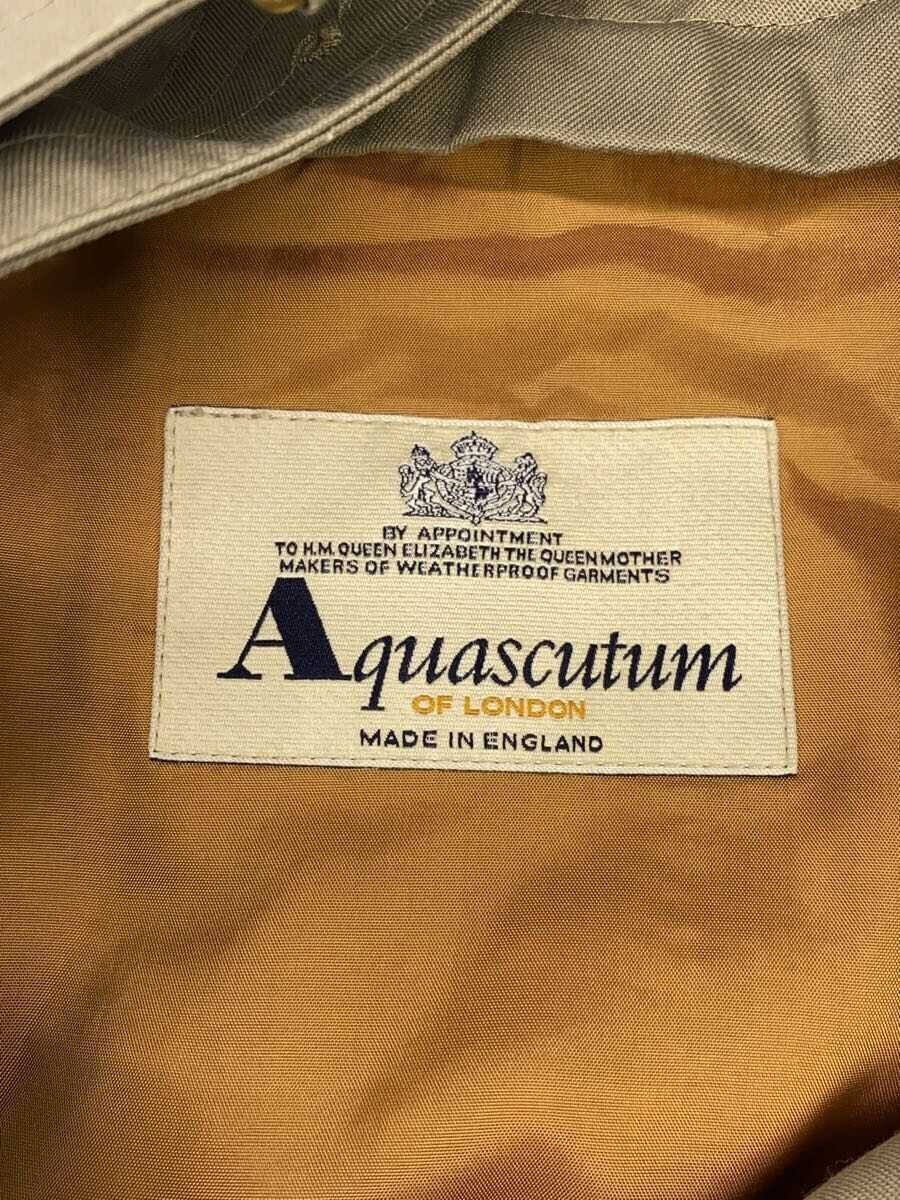 BY APPOINTMENT
TO H.M. QUEEN ELIZABETH THE QUEEN MOTHER
MAKERS OF WEATHERPROOF GARMENTS
Aquascutum
OF LONDON
MADE IN ENGLAND